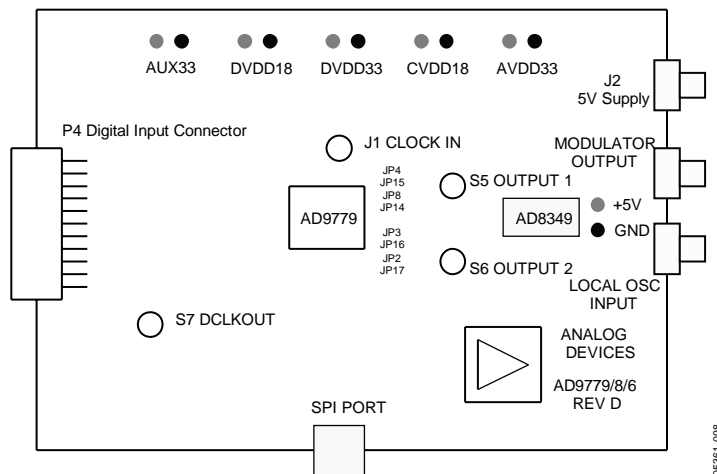 AUX33
DVDD18
DVDD33
CVDD18
AVDD33
J2
5V Supply
P4 Digital Input Connector
J1 CLOCK IN
MODULATOR
OUTPUT
JP4
JP15
JP8
JP14
S5 OUTPUT 1
AD9779
AD8349
+5V
GND
JP3
JP16
JP2
JP17
S6 OUTPUT 2
LOCAL OSC
INPUT
S7 DCLKOUT
ANALOG
DEVICES
AD9779/8/6
REV D
SPI PORT